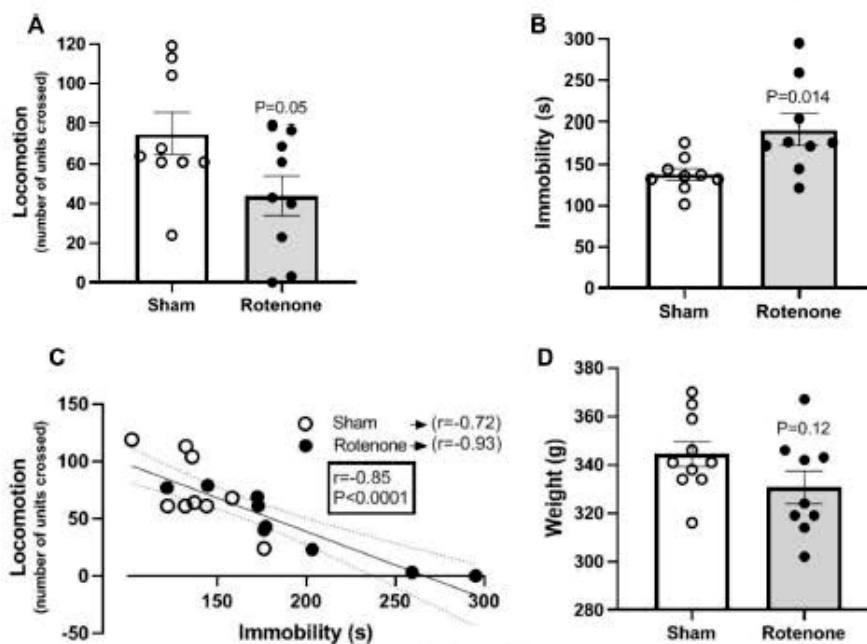 A
Locomotion
(number of units crossed)
120
100
80
60
40
20
0
P=0.05
Sham
Rotenone
B
Immobility (s)
300
250
200
150
100
50
0
P=0.014
Sham
Rotenone
C
Locomotion
(number of units crossed)
150
100
50
0
-50
Sham (r=-0.72)
Rotenone (r=-0.93)
r=-0.85
P<0.0001
150
200
250
300
Immobility (s)
D
Weight (g)
360
340
320
300
280
380
P=0.12
Sham
Rotenone